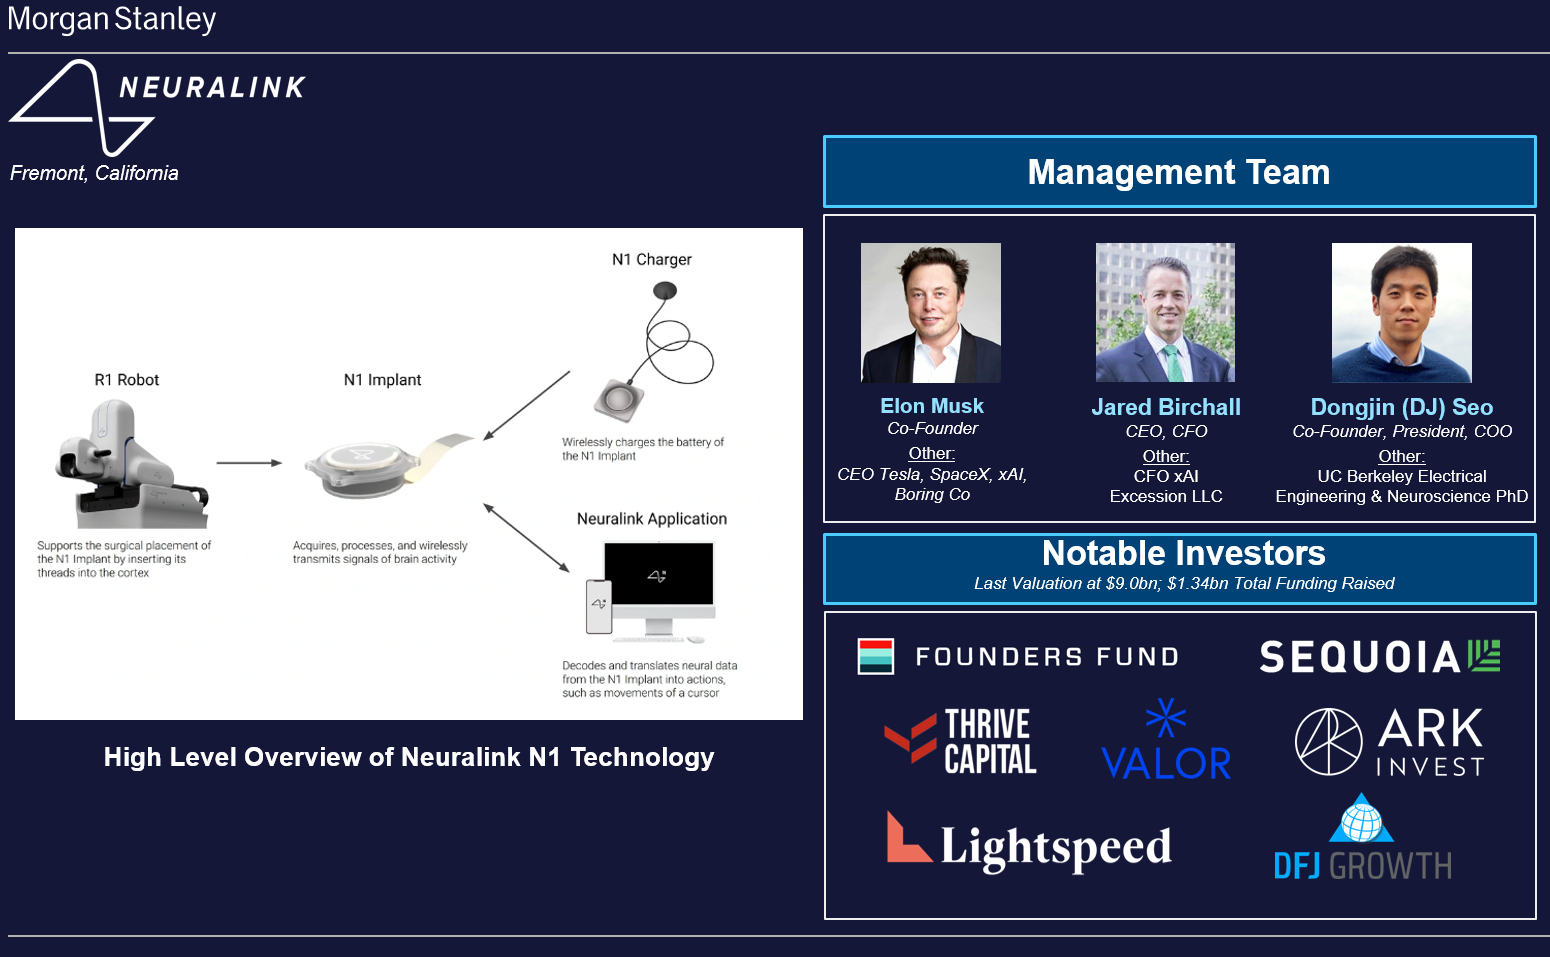 Morgan Stanley
NEURALINK
Fremont, California
N1 Charger
R1 Robot
N1 Implant
Wirelessly charges the battery of
the N1 Implant
Neuralink Application
Supports the surgical placement of
the N1 Implant by inserting its
threads into the cortex
Acquires, processes, and wirelessly
transmits signals of brain activity
Decodes and translates neural data
from the N1 Implant into actions,
such as movements of a cursor
High Level Overview of Neuralink N1 Technology
Management Team
Elon Musk
Co-Founder
Other:
CEO Tesla, SpaceX, xAI,
Boring Co
Jared Birchall
CEO, CFO
Other:
CFO xAI
Excession LLC
Dongjin (DJ) Seo
Co-Founder, President, COO
Other:
UC Berkeley Electrical
Engineering & Neuroscience PhD
Notable Investors
Last Valuation at $9.0bn; $1.34bn Total Funding Raised
FOUNDERS FUND
SEQUOIA
THRIVE
CAPITAL
VALOR
ARK
INVEST
Lightspeed
DFJ GROWTH